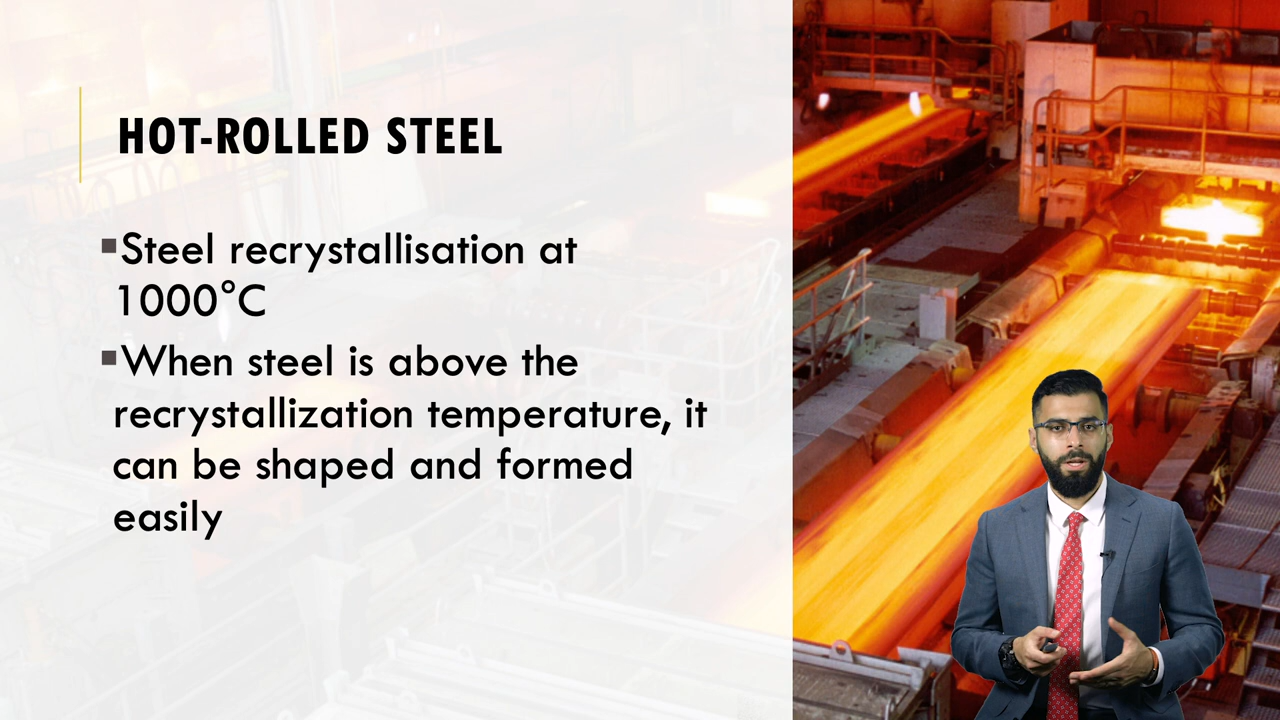 HOT-ROLLED STEEL
▪Steel recrystallisation at
1000°C
▪When steel is above the
recrystallization temperature, it
can be shaped and formed
easily